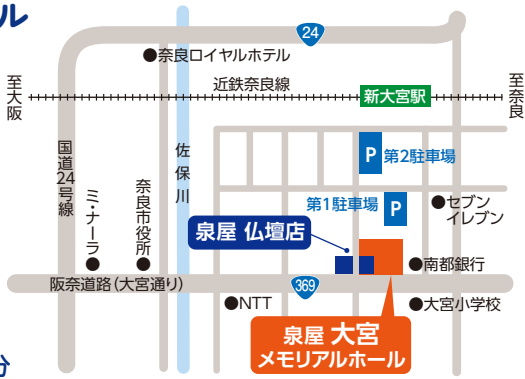 ル
24
奈良ロイヤルホテル
近鉄奈良線
至大阪
新大宮駅
至奈良
国道24号線
ミ・ナーラ
奈良市役所
佐保川
P 第2駐車場
第1駐車場 P
セブン
イレブン
泉屋 仏壇店
南都銀行
阪奈道路(大宮通り)
369
NTT
大宮小学校
泉屋 大宮
メモリアルホール
分